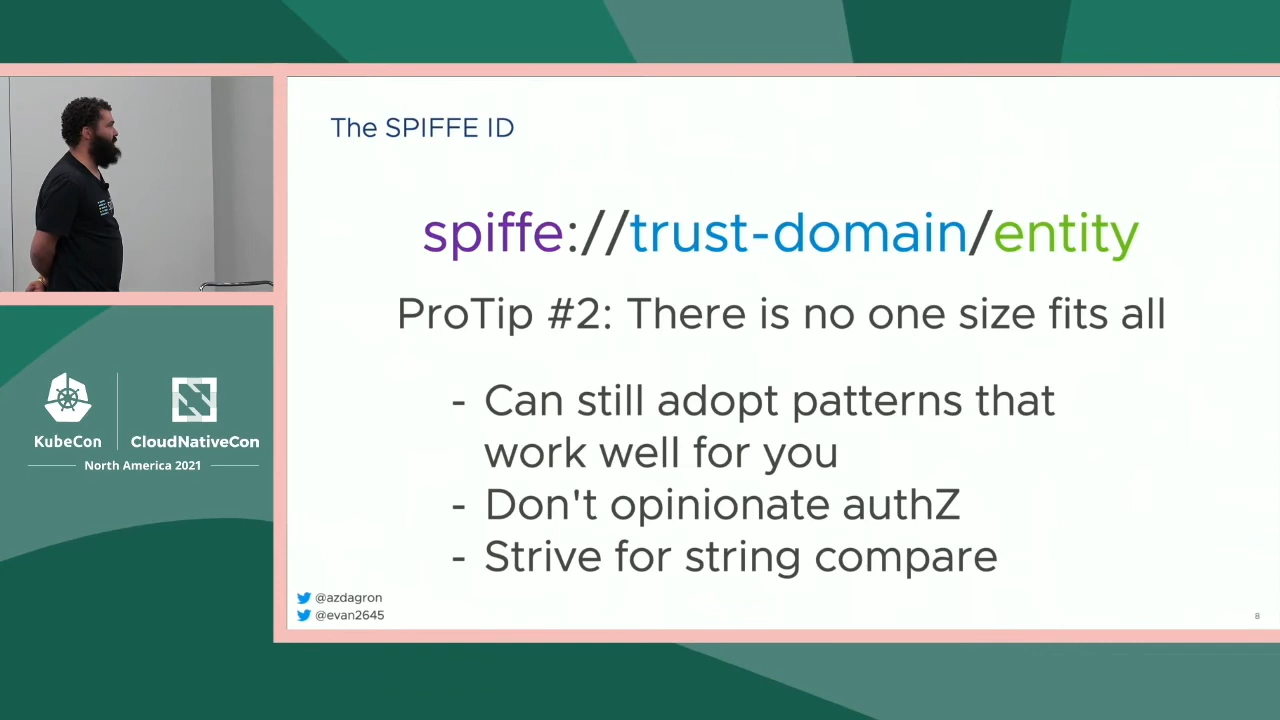 The SPIFFE ID
spiffe://trust-domain/entity
ProTip #2: There is no one size fits all
- Can still adopt patterns that
work well for you
- Don't opinionate authZ
- Strive for string compare
@azdagron
@evan2645
8
KubeCon
CloudNativeCon
North America 2021